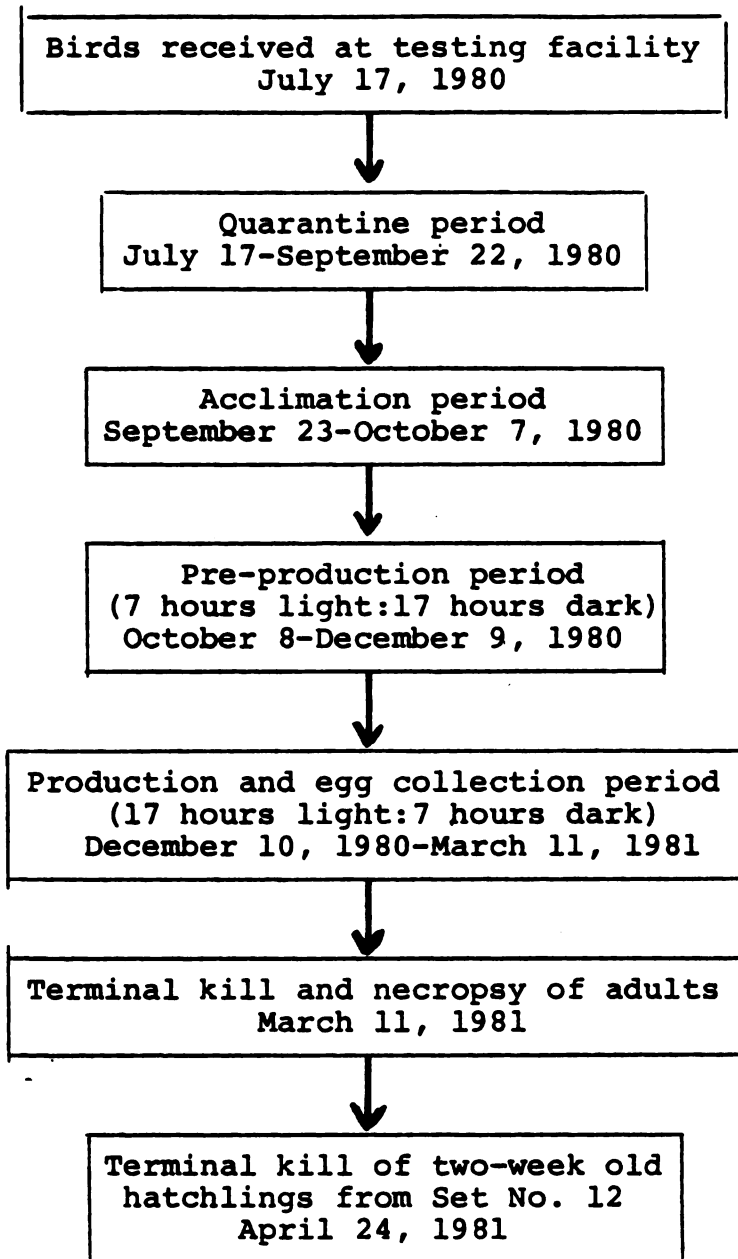 Birds received at testing facility
July 17, 1980
Quarantine period
July 17-September 22, 1980
Acclimation period
September 23-October 7, 1980
Pre-production period
(7 hours light:17 hours dark)
October 8-December 9, 1980
Production and egg collection period
(17 hours light:7 hours dark)
December 10, 1980-March 11, 1981
Terminal kill and necropsy of adults
March 11, 1981
Terminal kill of two-week old
hatchlings from Set No. 12
April 24, 1981